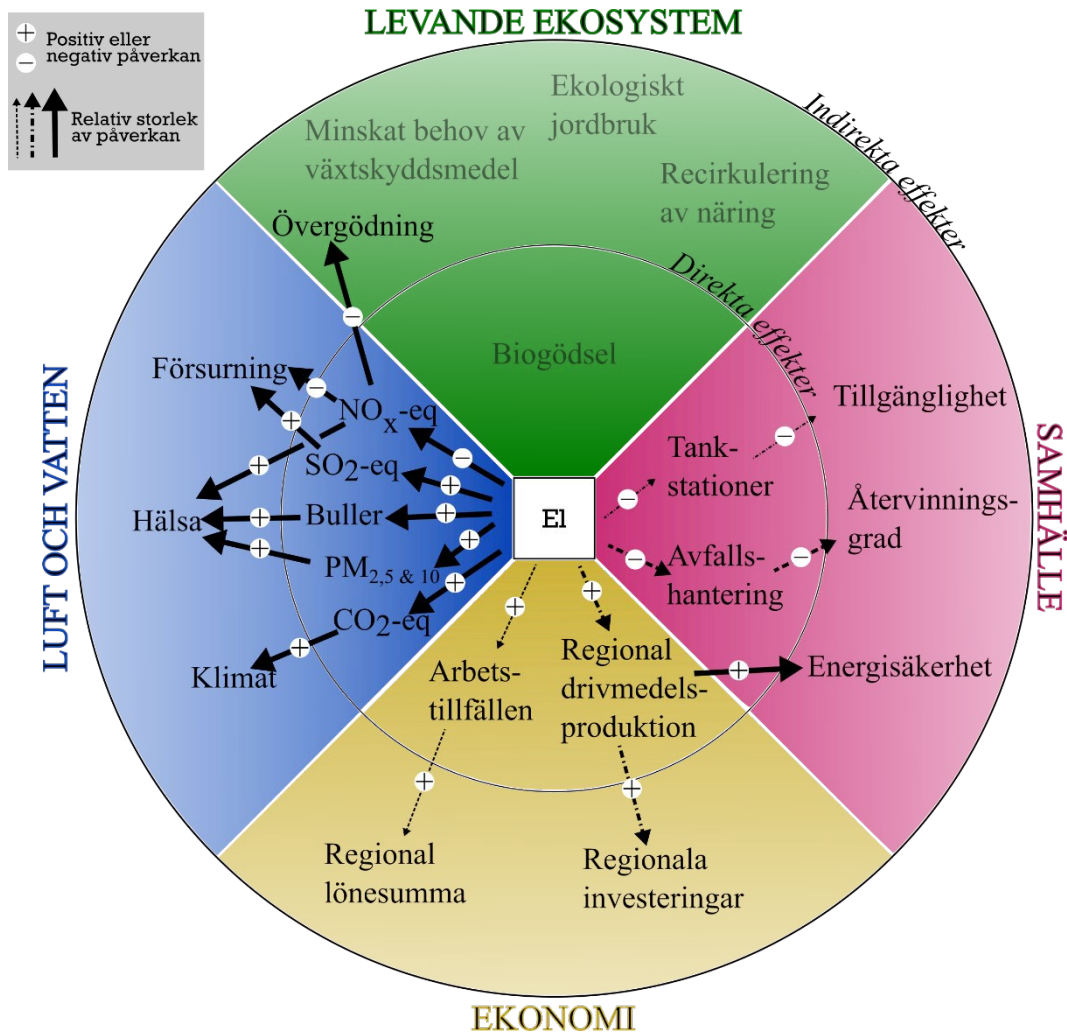 + Positiv eller
− negativ påverkan
Relativ storlek
av påverkan
LEVANDE EKOSYSTEM
Ekologiskt
jordbruk
Minskat behov av
växtskyddsmedel
Recirkulering
av näring
Indirekta effekter
Övergödning
−
Direkta effekter
Biogödsel
LUFT OCH VATTEN
Försurning
−
+
NOx-eq
−
+
SO2-eq
+
Hälsa
+
Buller
+
+
PM2,5 & 10
+
CO2-eq
+
+
Klimat
El
SAMHÄLLE
Tillgänglighet
−
Tank-
stationer
−
Återvinnings-
grad
−
Avfalls-
hantering
−
Energisäkerhet
+
+
+
Arbets-
tillfällen
Regional
drivmedels-
produktion
+
+
Regional
lönesumma
Regionala
investeringar
EKONOMI